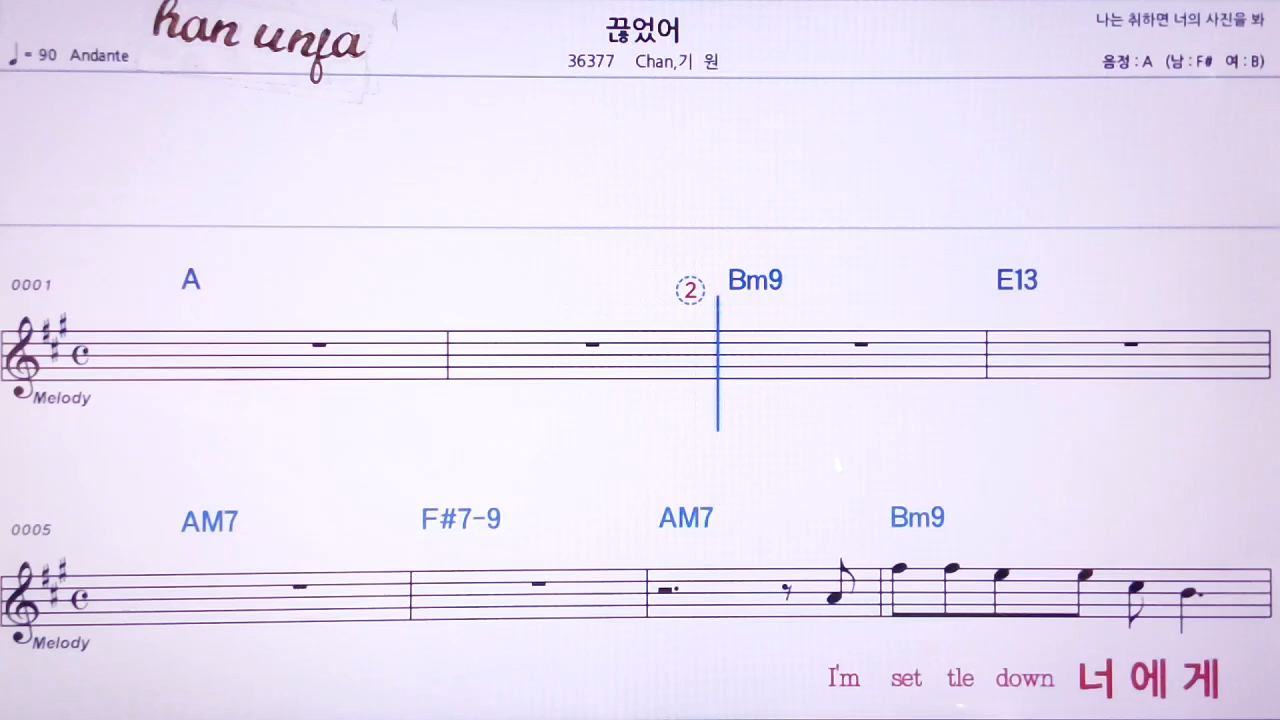 han unfa
끊었어
나는 취하면 너의 사진을 봐
♩ = 90 Andante
36377 Chan,기 원
음정 : A (남 : F# 여 : B)
0001
A
②
Bm9
E13
Melody
0005
AM7
F#7-9
AM7
Bm9
Melody
I'm set tle down 너 에 게